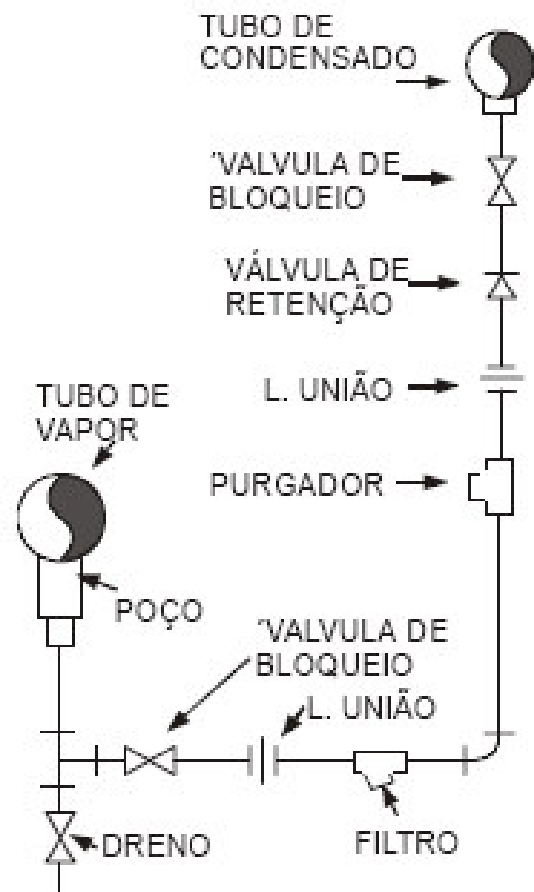 TUBO DE
CONDENSADO
'VALVULA DE
BLOQUEIO
VÁLVULA DE
RETENÇÃO
L. UNIÃO
TUBO DE
VAPOR
PURGADOR
POÇO
'VALVULA DE
BLOQUEIO
L. UNIÃO
DRENO
FILTRO